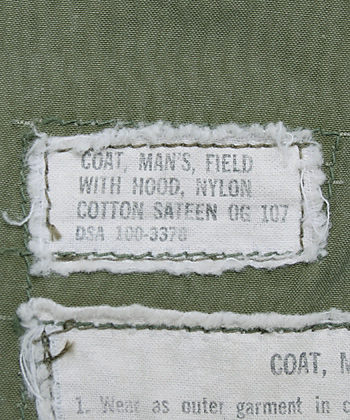 COAT, MAN'S, FIELD
WITH HOOD, NYLON
COTTON SATEEN OG 107
DSA 100-3378
COAT,
1. Wear as outer garment in